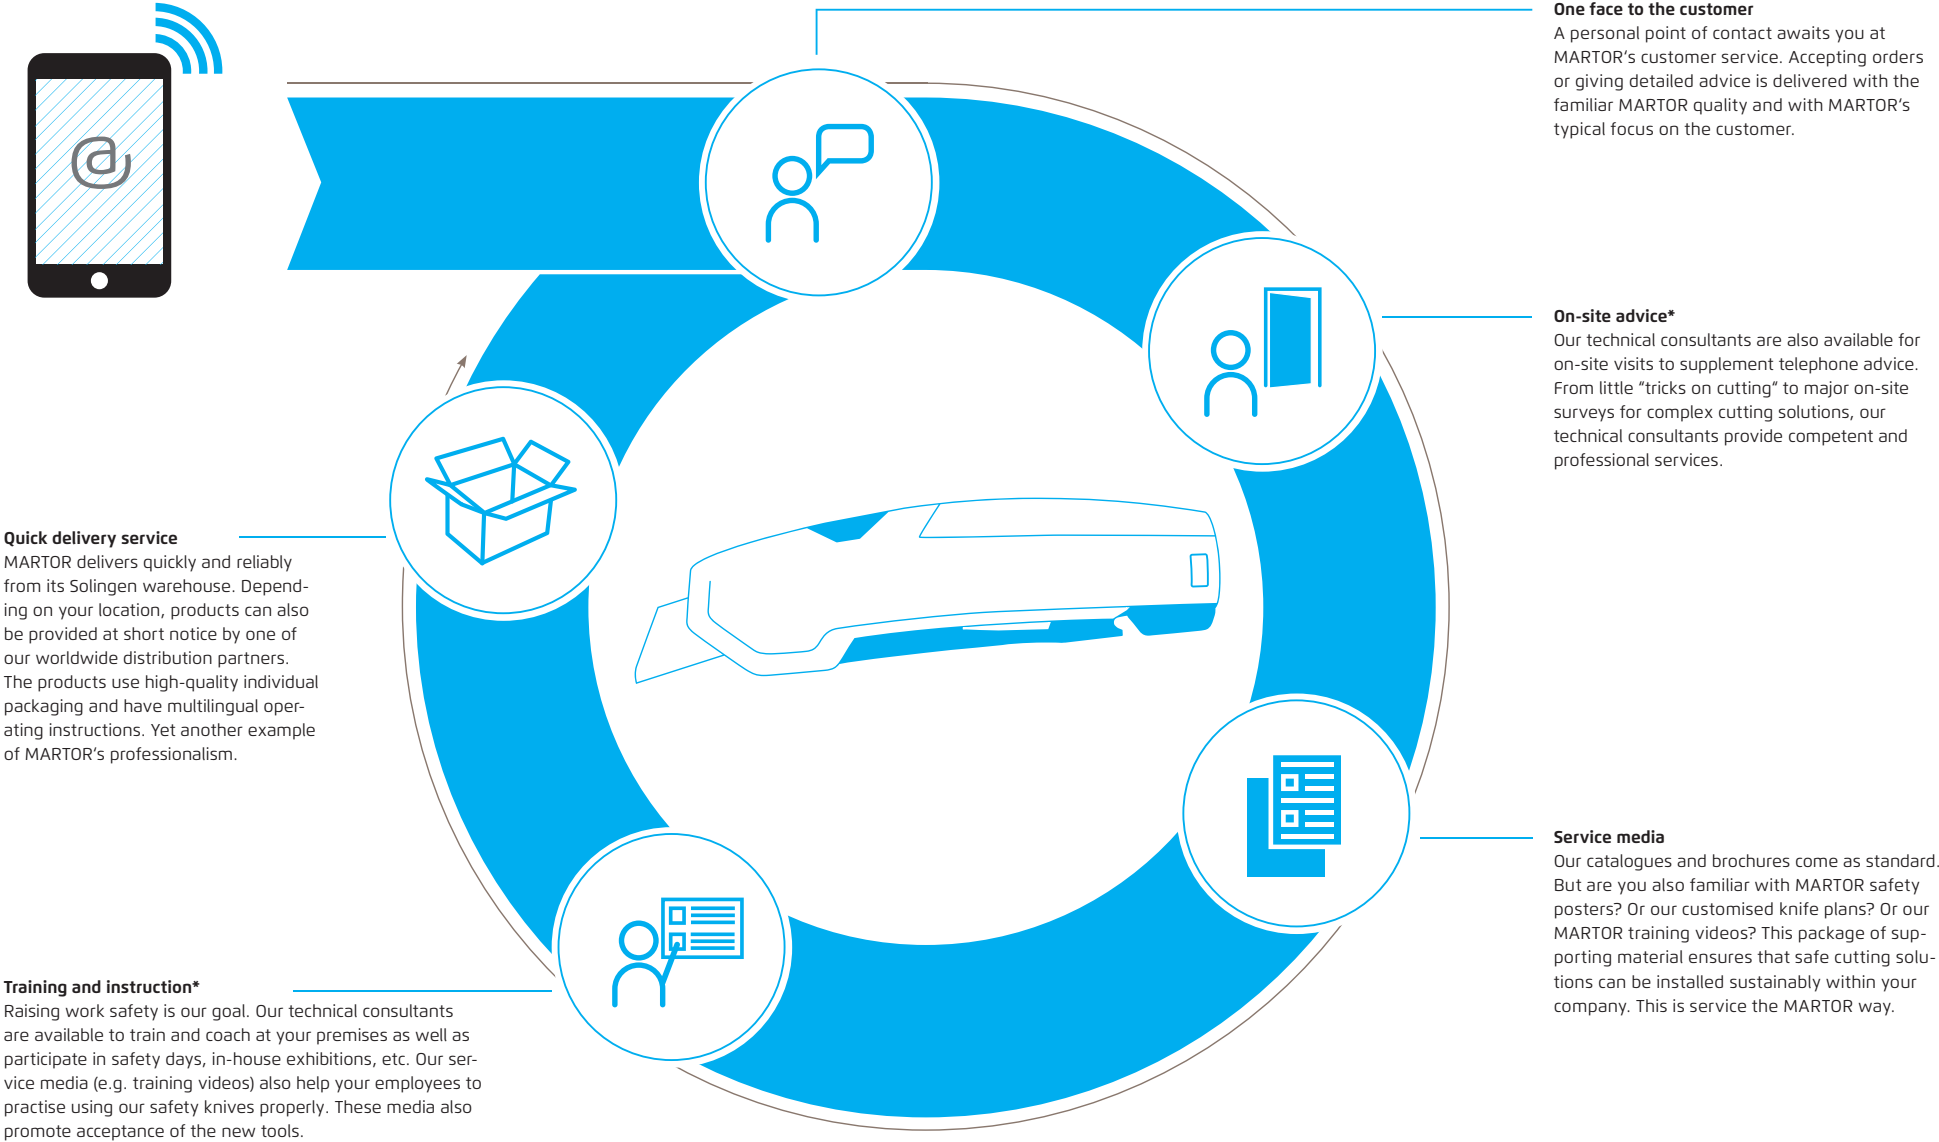 One face to the customer
A personal point of contact awaits you at
MARTOR‘s customer service. Accepting orders
or giving detailed advice is delivered with the
familiar MARTOR quality and with MARTOR’s
typical focus on the customer.
@
On-site advice*
Our technical consultants are also available for
on-site visits to supplement telephone advice.
From little “tricks on cutting“ to major on-site
surveys for complex cutting solutions, our
technical consultants provide competent and
professional services.
Quick delivery service
MARTOR delivers quickly and reliably
from its Solingen warehouse. Depend-
ing on your location, products can also
be provided at short notice by one of
our worldwide distribution partners.
The products use high-quality individual
packaging and have multilingual oper-
ating instructions. Yet another example
of MARTOR‘s professionalism.
Service media
Our catalogues and brochures come as standard.
But are you also familiar with MARTOR safety
posters? Or our customised knife plans? Or our
MARTOR training videos? This package of sup-
porting material ensures that safe cutting solu-
tions can be installed sustainably within your
company. This is service the MARTOR way.
Training and instruction*
Raising work safety is our goal. Our technical consultants
are available to train and coach at your premises as well as
participate in safety days, in-house exhibitions, etc. Our ser-
vice media (e.g. training videos) also help your employees to
practise using our safety knives properly. These media also
promote acceptance of the new tools.